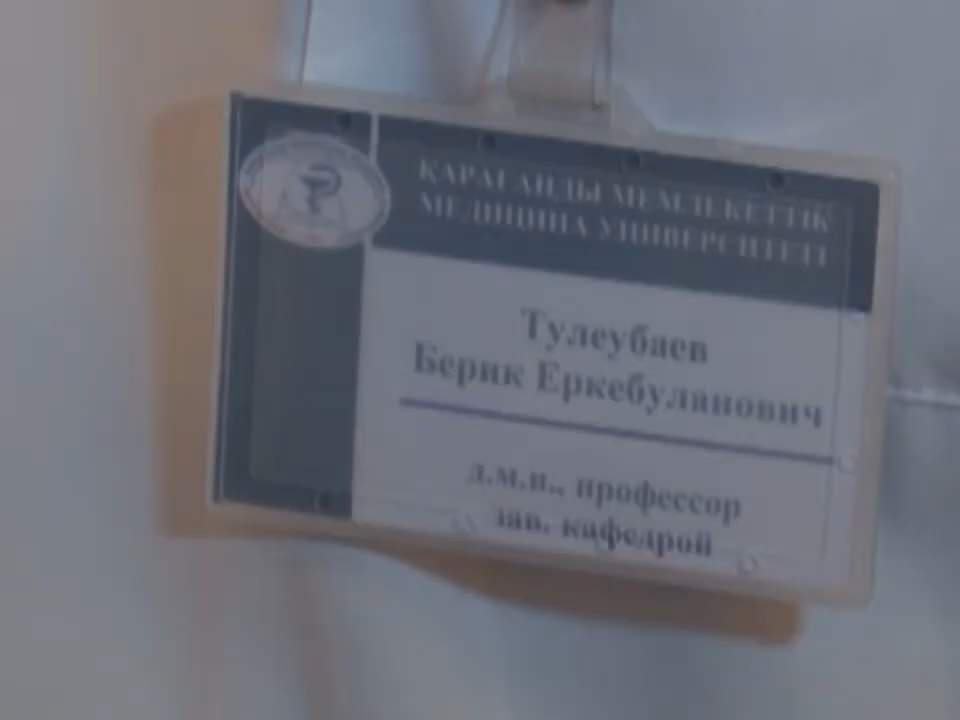 ҚАРАҒАНДЫ МЕМЛЕКЕТТІК
МЕДИЦИНА УНИВЕРСИТЕТІ
Тулеубаев
Берик Еркебуланович
д.м.н., профессор
зав. кафедрой